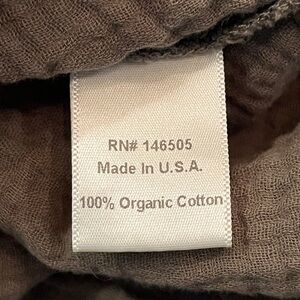 RN# 146505
Made In U.S.A.
100% Organic Cotton